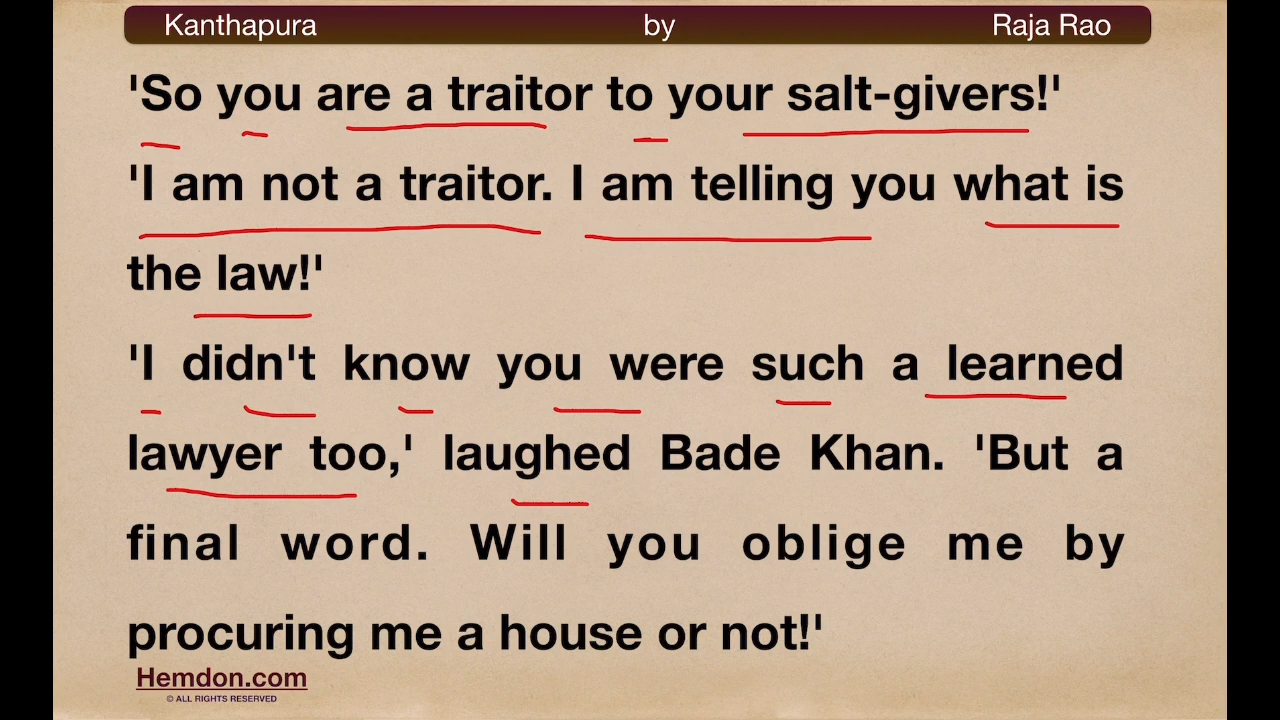 Kanthapura by Raja Rao
'So you are a traitor to your salt-givers!'
'I am not a traitor. I am telling you what is
the law!'
'I didn't know you were such a learned
lawyer too,' laughed Bade Khan. 'But a
final word. Will you oblige me by
procuring me a house or not!'
Hemdon.com
© ALL RIGHTS RESERVED